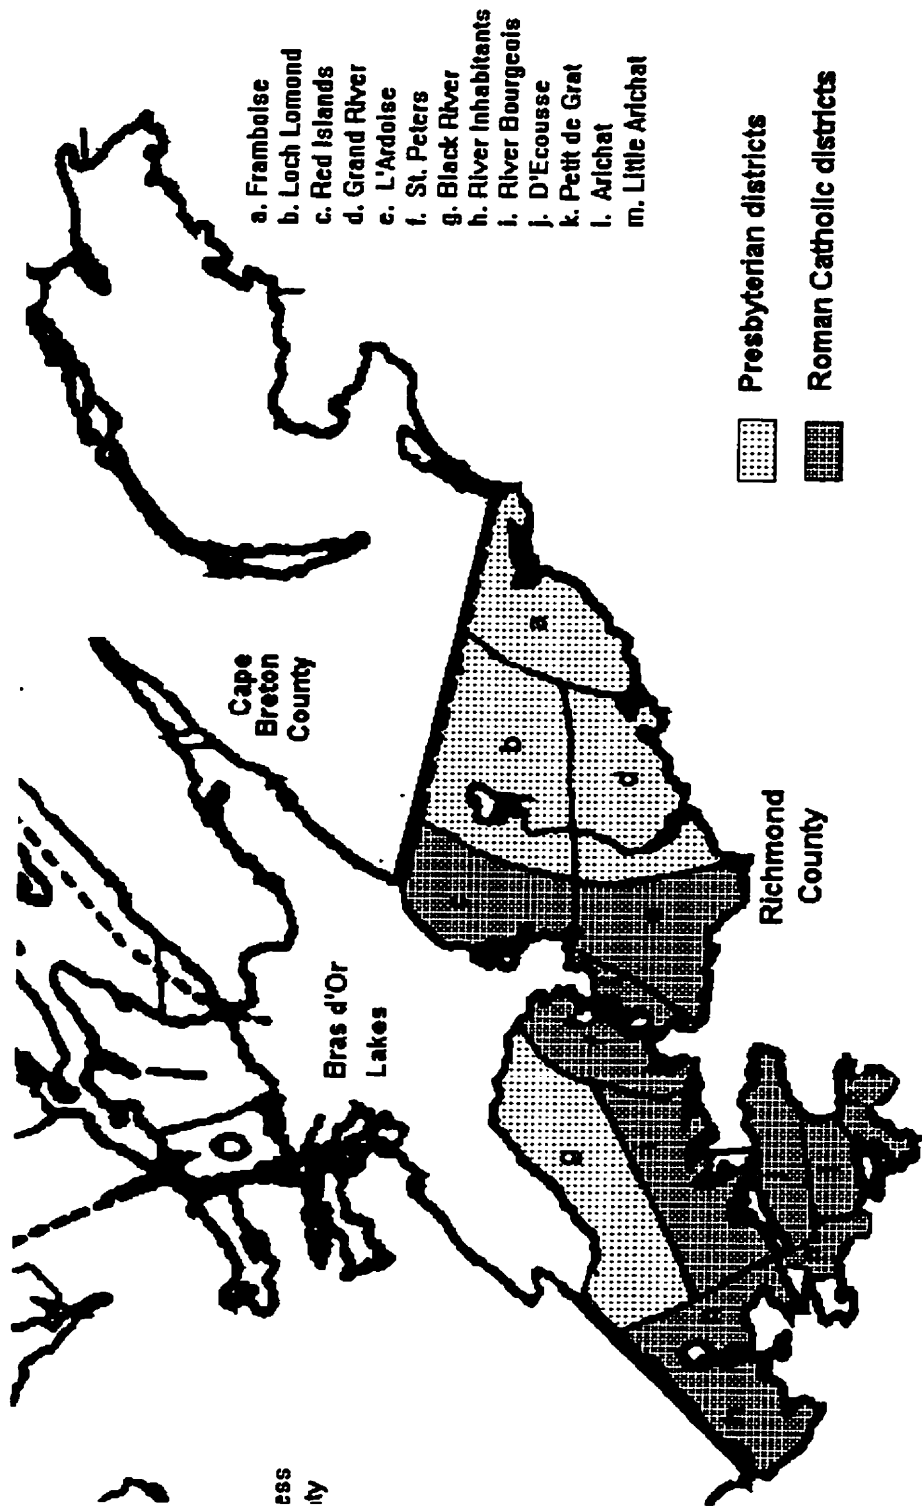 a. Framboise
b. Loch Lomond
c. Red Islands
d. Grand River
e. L'Ardoise
f. St. Peters
g. Black River
h. River Inhabitants
i. River Bourgeois
j. D'Ecousse
k. Petit de Grat
l. Arichat
m. Little Arichat
Presbyterian districts
Roman Catholic districts
Cape
Breton
County
Bras d'Or
Lakes
Richmond
County
ess
nty
a
b
d
g